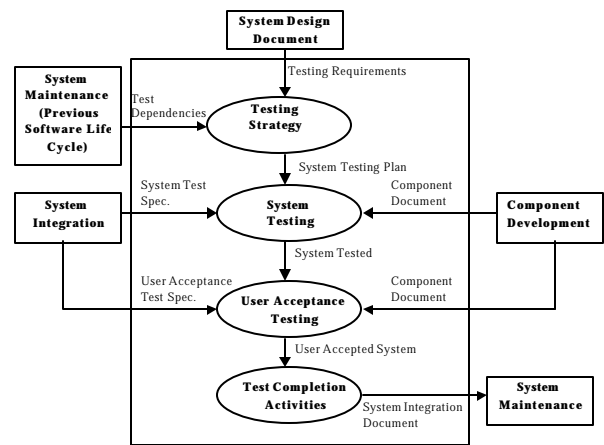 System Design
Document
Testing Requirements
System
Maintenance
(Previous
Software Life
Cycle)
Test
Dependencies
Testing
Strategy
System Testing Plan
System Test
Spec.
Component
Document
System
Integration
System
Testing
Component
Development
System Tested
User Acceptance
Test Spec.
Component
Document
User Acceptance
Testing
User Accepted System
Test Completion
Activities
System Integration
Document
System
Maintenance